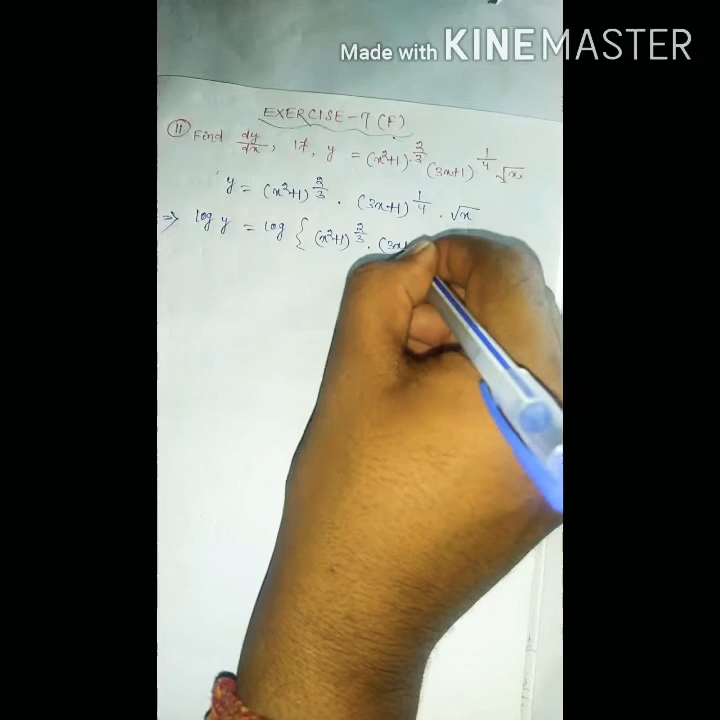 Made with KINEMASTER
EXERCISE-7(F)
11 Find dy/dx, if, y = (x²+1)^2/3 (3x+1)^1/4 √x
y = (x²+1)^2/3 . (3x+1)^1/4 . √x
⇒ log y = log { (x²+1)^2/3 . (3x